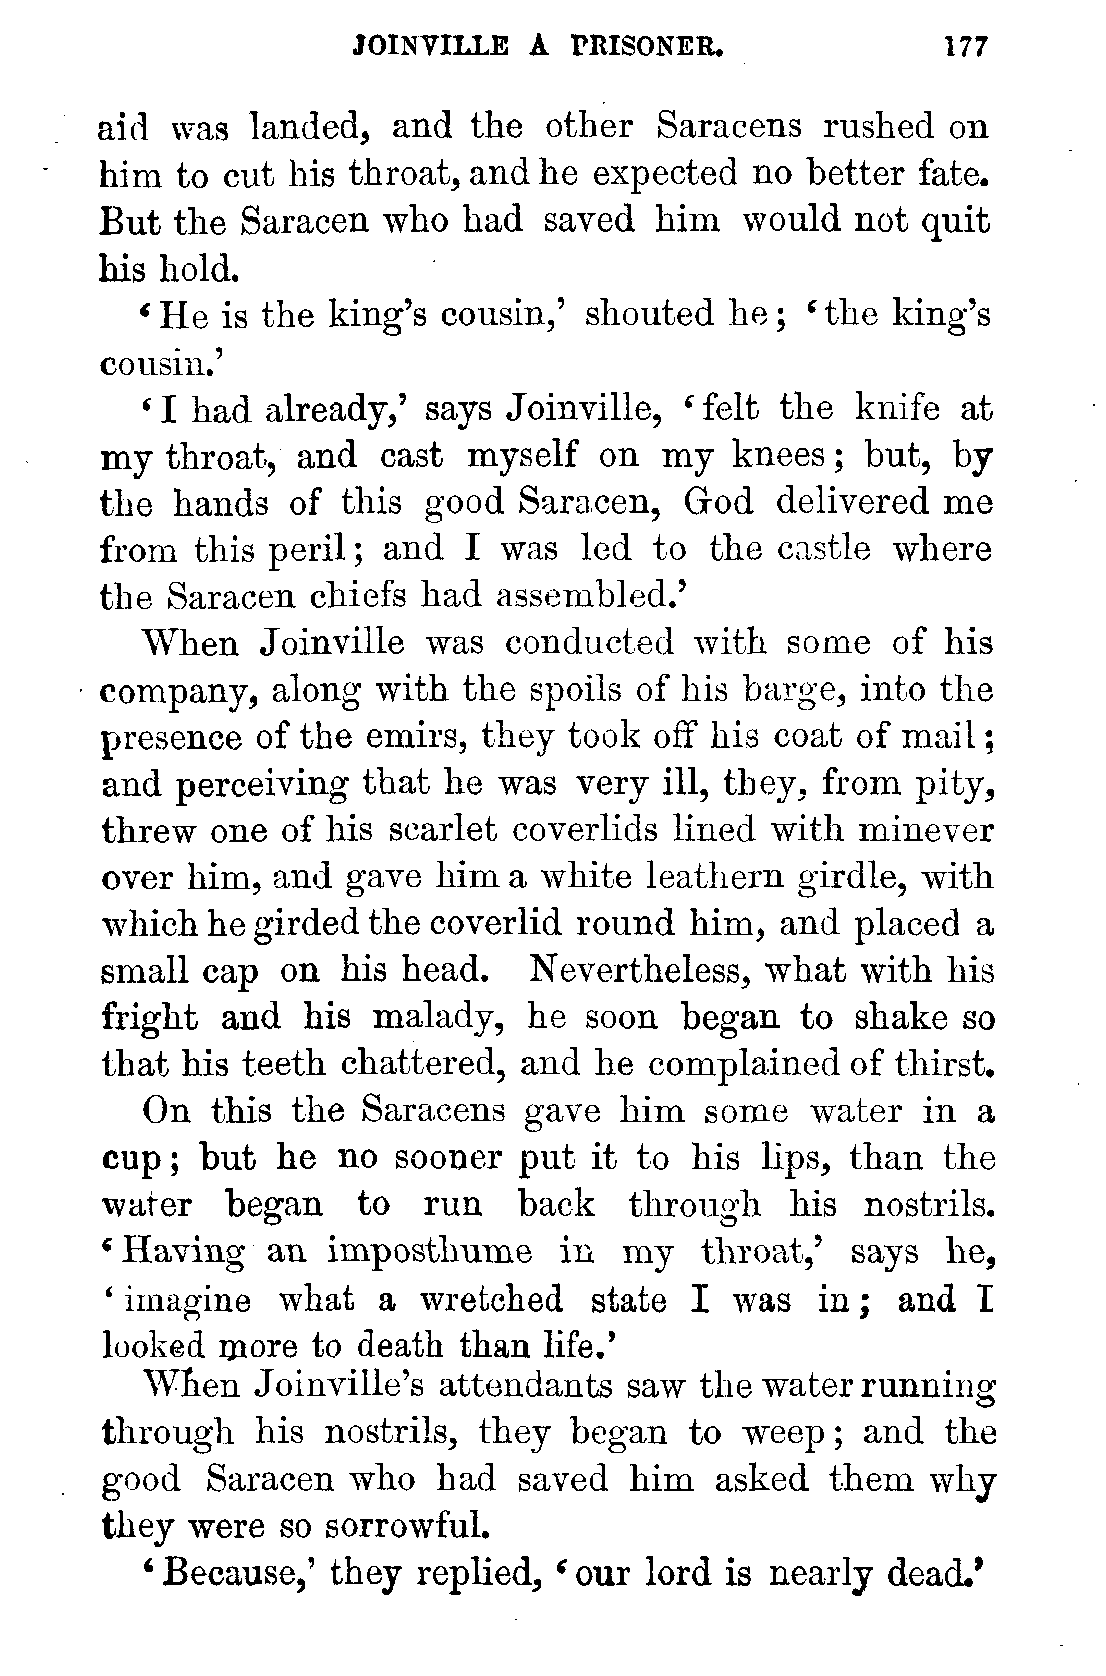 JOINVILLE A PRISONER. 177
aid was landed, and the other Saracens rushed on
him to cut his throat, and he expected no better fate.
But the Saracen who had saved him would not quit
his hold.
‘He is the king’s cousin,’ shouted he; ‘the king’s
cousin.’
‘I had already,’ says Joinville, ‘felt the knife at
my throat, and cast myself on my knees; but, by
the hands of this good Saracen, God delivered me
from this peril; and I was led to the castle where
the Saracen chiefs had assembled.’
When Joinville was conducted with some of his
company, along with the spoils of his barge, into the
presence of the emirs, they took off his coat of mail;
and perceiving that he was very ill, they, from pity,
threw one of his scarlet coverlids lined with minever
over him, and gave him a white leathern girdle, with
which he girded the coverlid round him, and placed a
small cap on his head. Nevertheless, what with his
fright and his malady, he soon began to shake so
that his teeth chattered, and he complained of thirst.
On this the Saracens gave him some water in a
cup; but he no sooner put it to his lips, than the
water began to run back through his nostrils.
‘Having an imposthume in my throat,’ says he,
‘imagine what a wretched state I was in; and I
looked more to death than life.’
When Joinville’s attendants saw the water running
through his nostrils, they began to weep; and the
good Saracen who had saved him asked them why
they were so sorrowful.
‘Because,’ they replied, ‘our lord is nearly dead.’